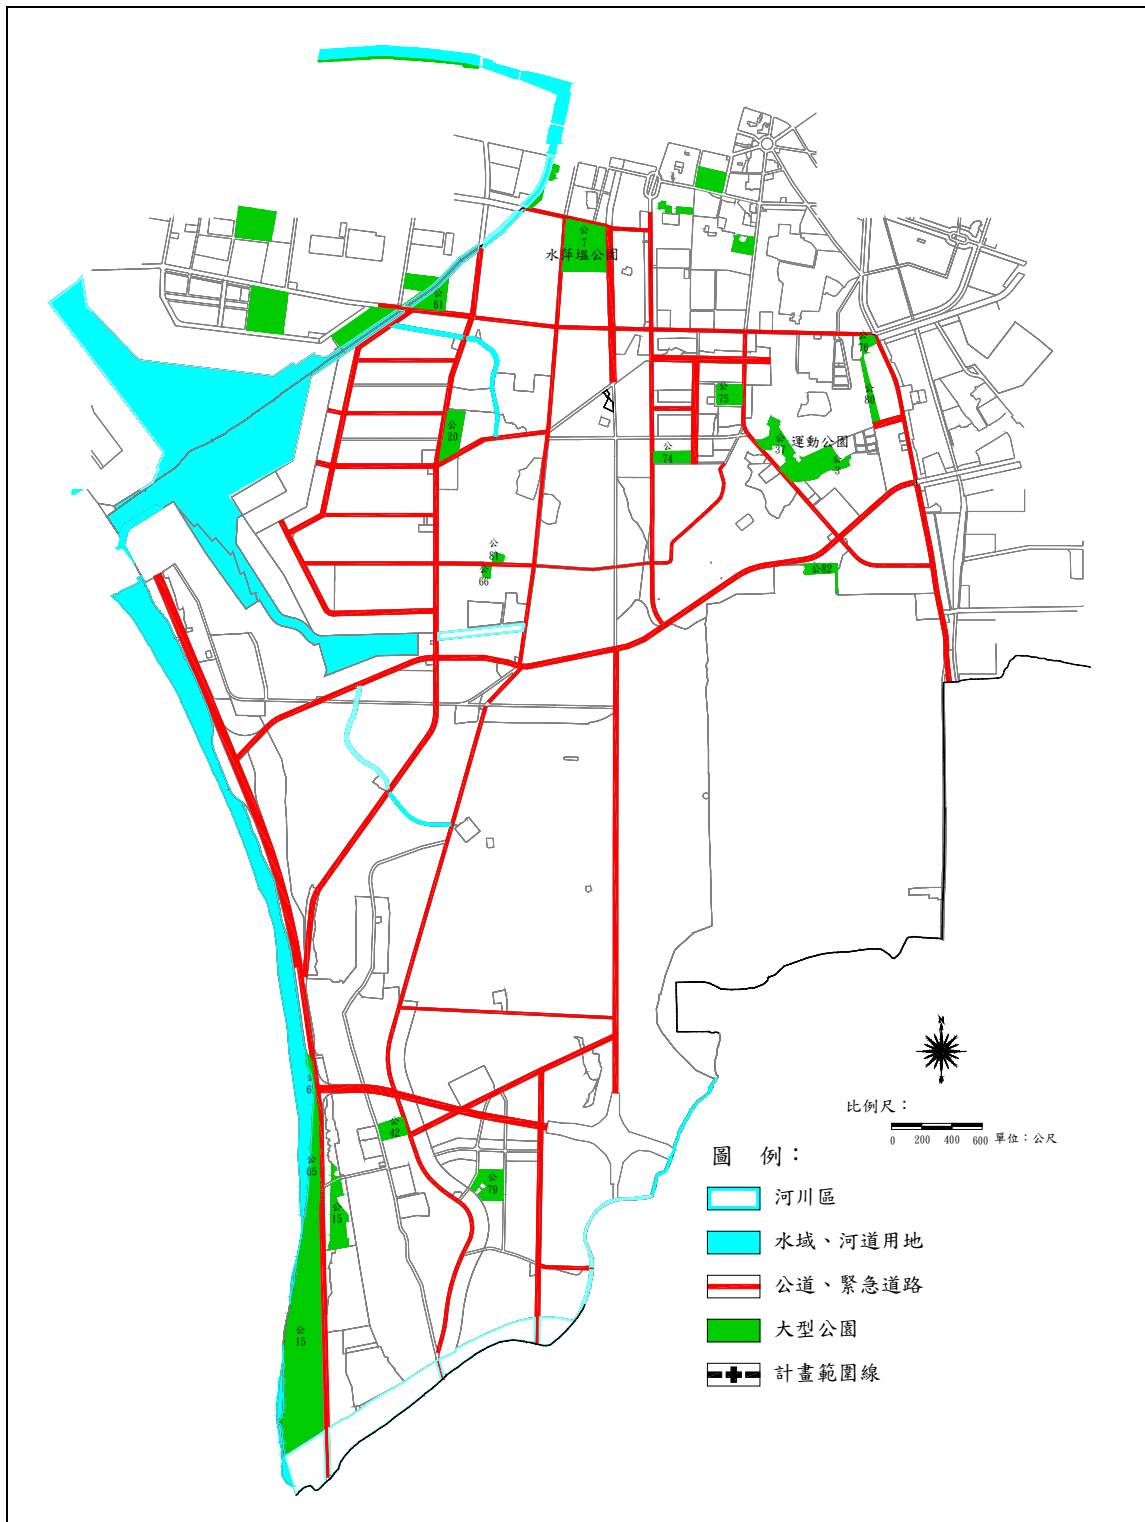 公
7
水萍塭公園
公
61
公
76
公
80
公
75
公
20
公
37
運動公園
公
3
公
74
公
81
公
66
公82
N
比例尺：
0 200 400 600 單位：公尺
公
42
公
65
公
79
公
15
公
15
圖 例：
河川區
水域、河道用地
公道、緊急道路
大型公園
計畫範圍線